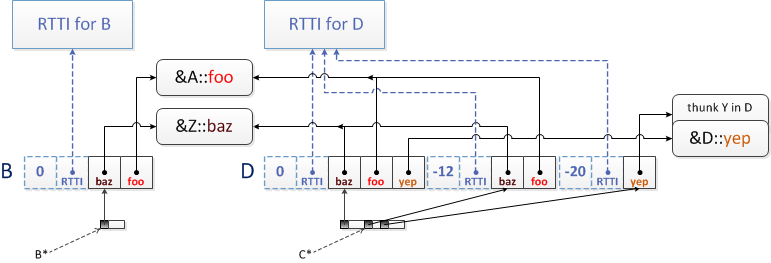 RTTI for B
RTTI for D
&A::foo
&Z::baz
thunk Y in D
&D::yep
B 0 RTTI baz foo
D 0 RTTI baz foo yep -12 RTTI baz foo -20 RTTI yep
B*
C*